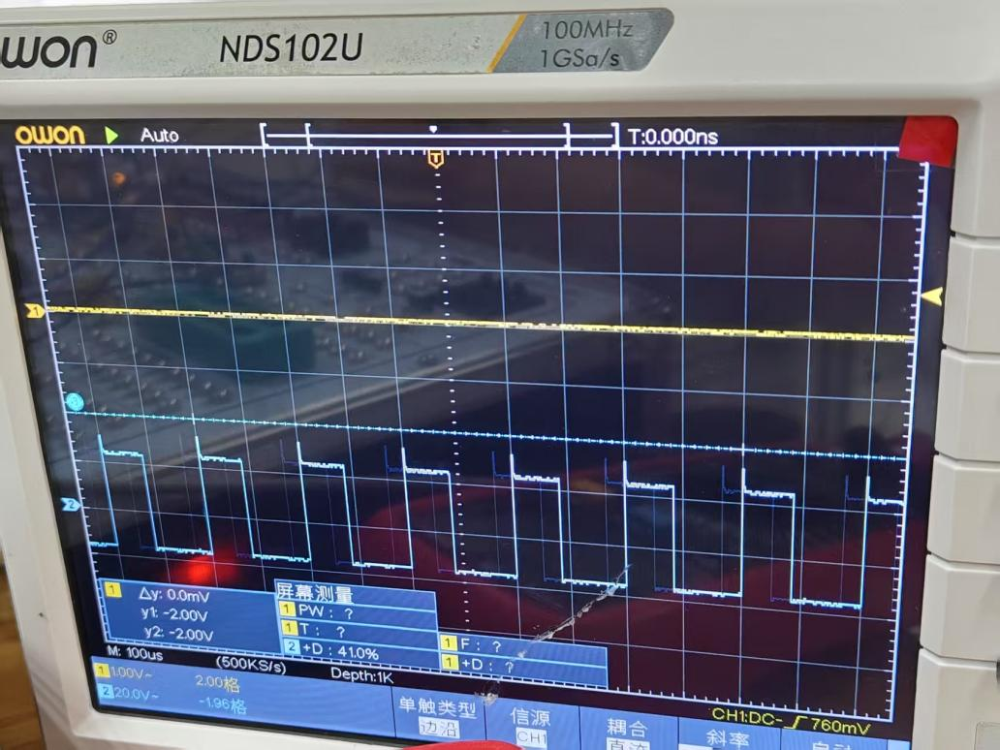 owon®
NDS102U
100MHz
1GSa/s
owon
Auto
T:0.000ns
T
1
2
1
Δy: 0.0mV
y1: -2.00V
y2: -2.00V
屏幕测量
1 PW : ?
1 T : ?
2 +D : 41.0%
1 F : ?
1 +D : ?
M: 100us
(500KS/s)
Depth:1K
1 1.00V~ 2.00格
2 20.0V~ -1.96格
CH1:DC- 760mV
单触类型
边沿
信源
CH1
耦合
直流
斜率